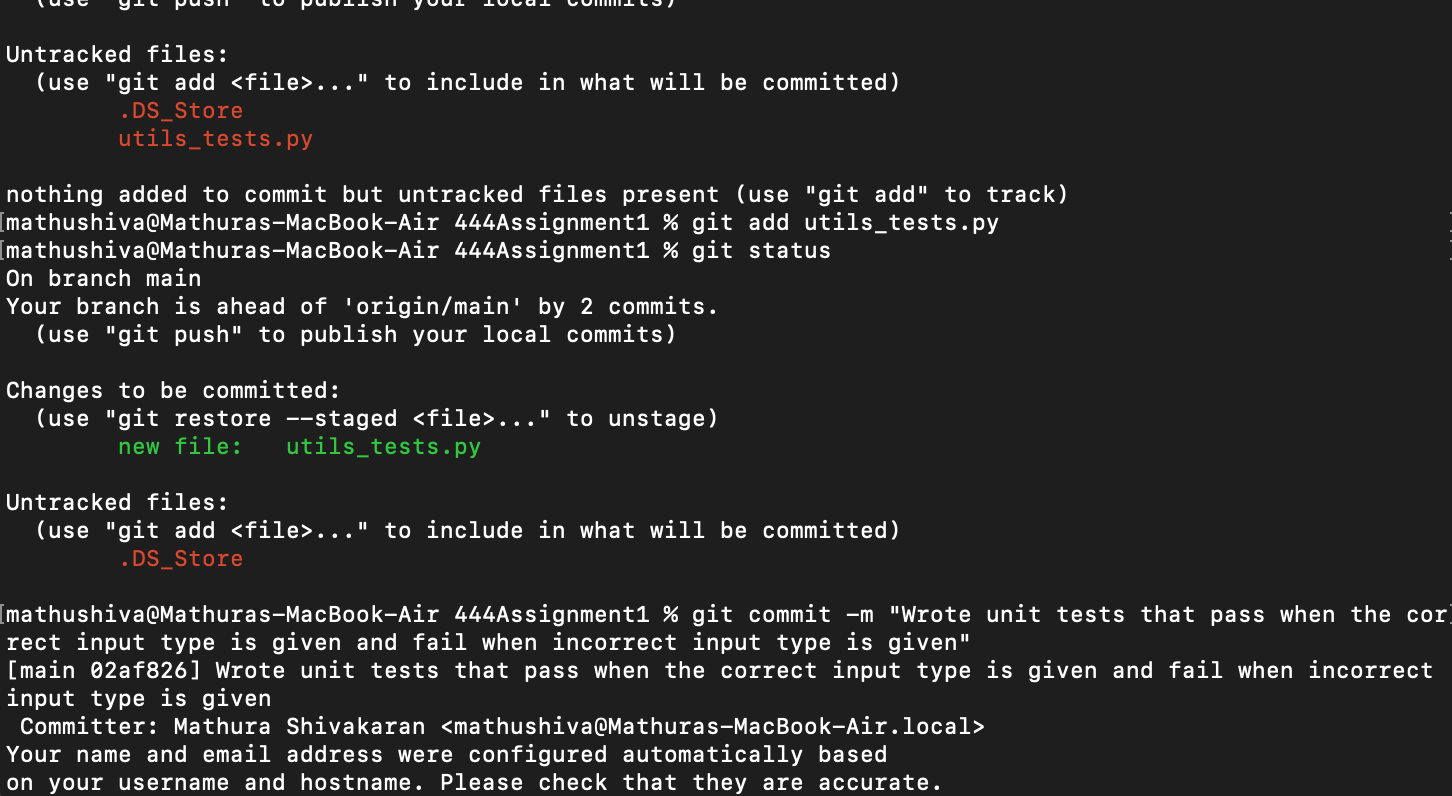 (use "git push" to publish your local commits)
Untracked files:
(use "git add <file>..." to include in what will be committed)
.DS_Store
utils_tests.py
nothing added to commit but untracked files present (use "git add" to track)
mathushiva@Mathuras-MacBook-Air 444Assignment1 % git add utils_tests.py
mathushiva@Mathuras-MacBook-Air 444Assignment1 % git status
On branch main
Your branch is ahead of 'origin/main' by 2 commits.
(use "git push" to publish your local commits)
Changes to be committed:
(use "git restore --staged <file>..." to unstage)
new file:   utils_tests.py
Untracked files:
(use "git add <file>..." to include in what will be committed)
.DS_Store
mathushiva@Mathuras-MacBook-Air 444Assignment1 % git commit -m "Wrote unit tests that pass when the cor
rect input type is given and fail when incorrect input type is given"
[main 02af826] Wrote unit tests that pass when the correct input type is given and fail when incorrect
input type is given
Committer: Mathura Shivakaran <mathushiva@Mathuras-MacBook-Air.local>
Your name and email address were configured automatically based
on your username and hostname. Please check that they are accurate.